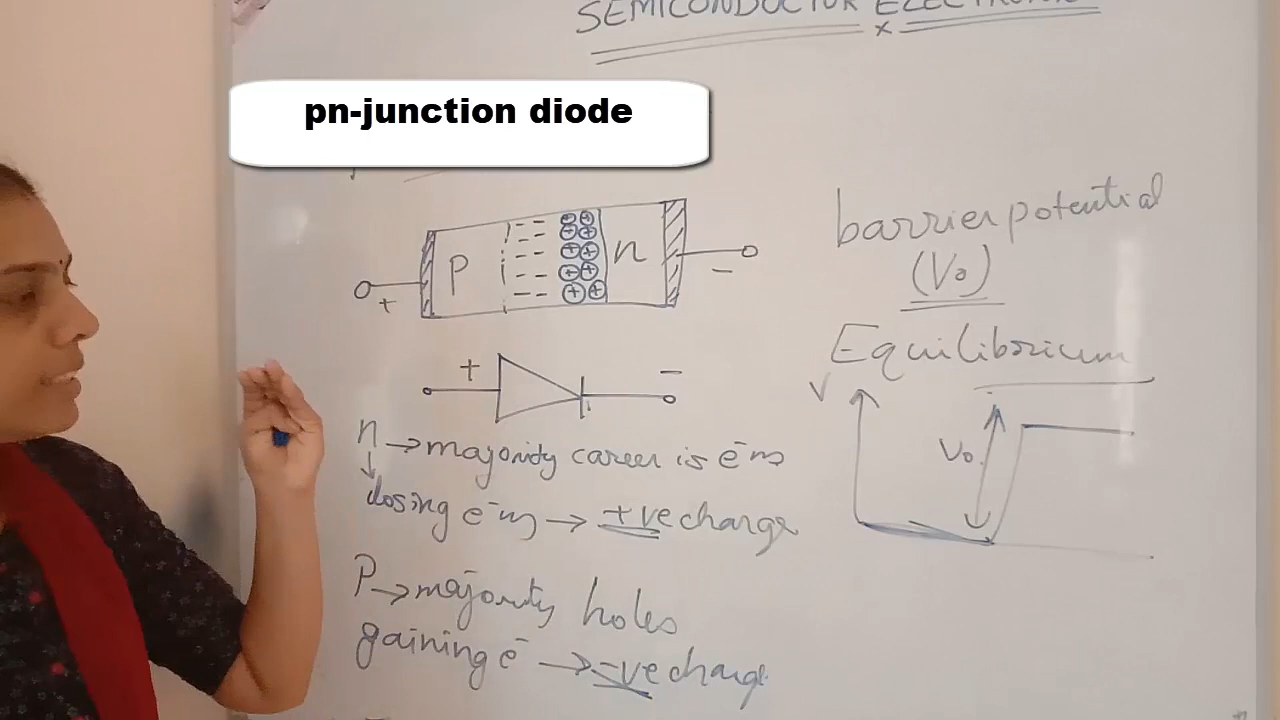 SEMICONDUCTOR ELECTRONIC
pn-junction diode
p
n
+
-
+
-
barrier potential
(V₀)
Equilibrium
V
V₀
n → majority career is e⁻ns
losing e⁻ns → +ve charge
P → majority holes
gaining e⁻ → -ve charge